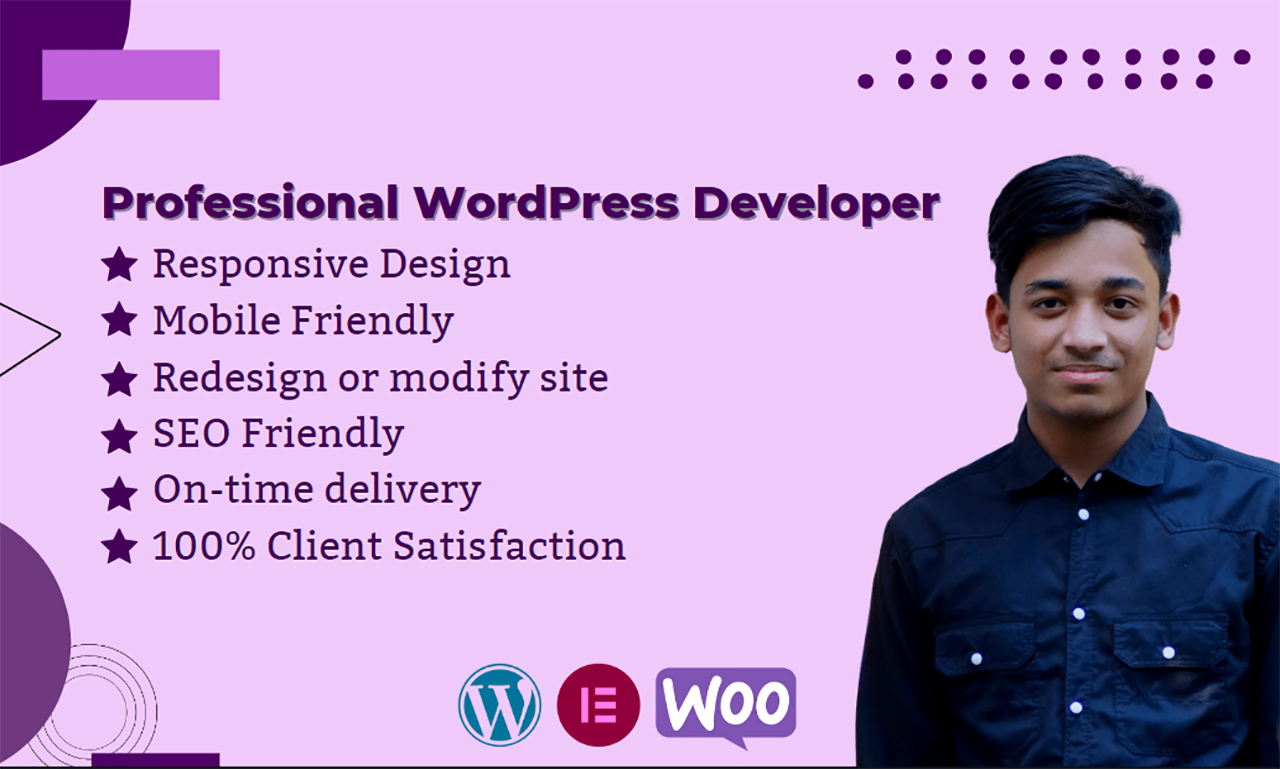 Professional WordPress Developer
Responsive Design
Mobile Friendly
Redesign or modify site
SEO Friendly
On-time delivery
100% Client Satisfaction
W E WOO